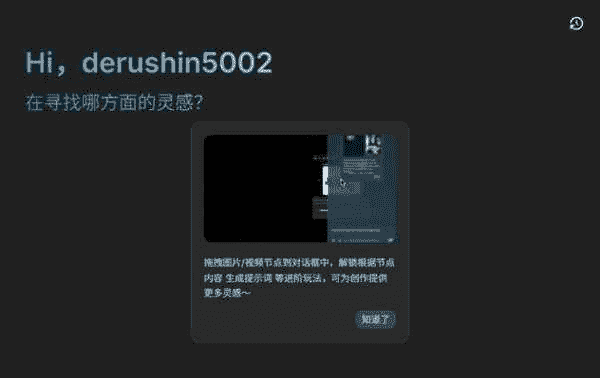 Hi，derushin5002
在寻找哪方面的灵感？
拖拽图片/视频节点到对话框中，解锁根据节点
内容 生成提示词 等进阶玩法，可为创作提供
更多灵感～
知道了